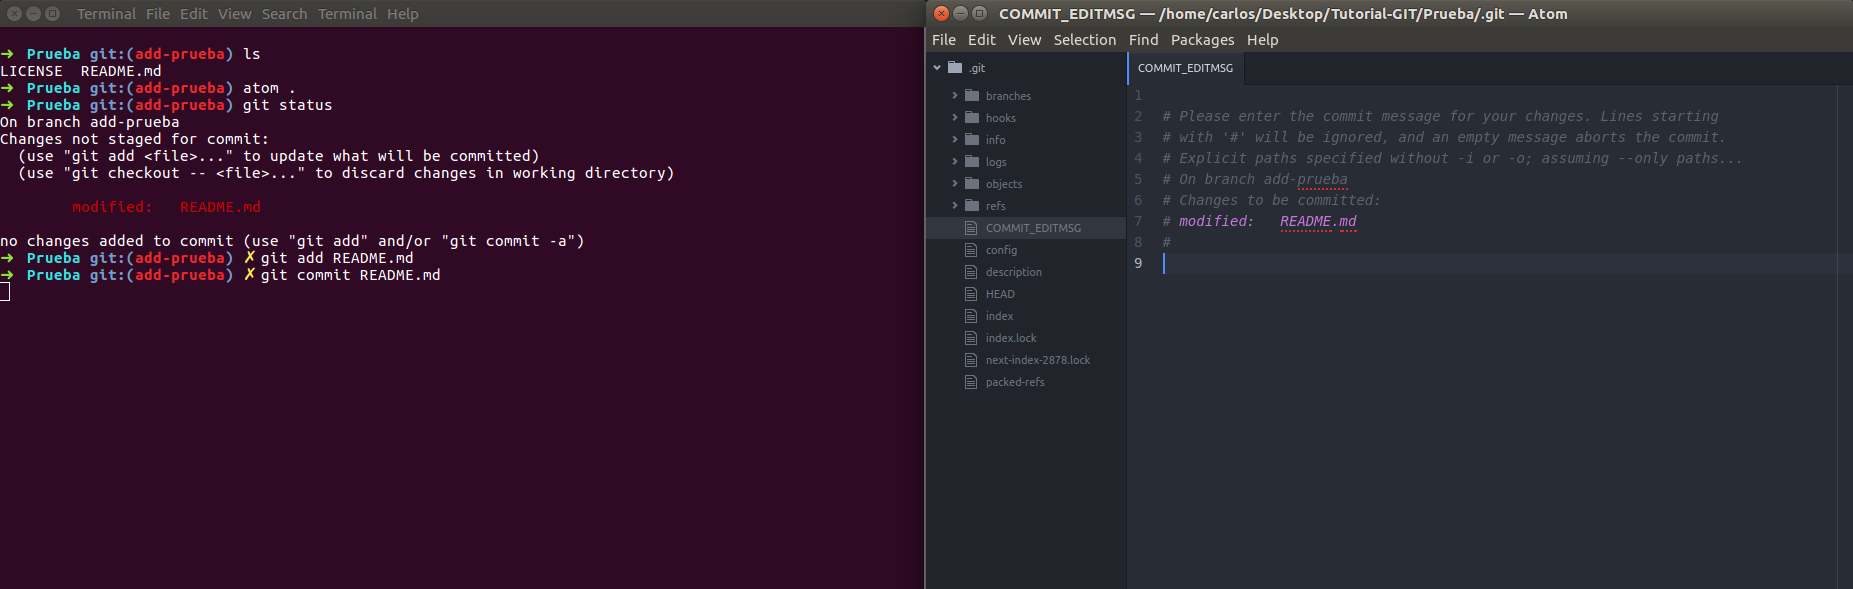 Terminal File Edit View Search Terminal Help
➜ Prueba git:(add-prueba) ls
LICENSE README.md
➜ Prueba git:(add-prueba) atom .
➜ Prueba git:(add-prueba) git status
On branch add-prueba
Changes not staged for commit:
(use "git add <file>..." to update what will be committed)
(use "git checkout -- <file>..." to discard changes in working directory)
modified: README.md
no changes added to commit (use "git add" and/or "git commit -a")
➜ Prueba git:(add-prueba) ✗ git add README.md
➜ Prueba git:(add-prueba) ✗ git commit README.md
COMMIT_EDITMSG — /home/carlos/Desktop/Tutorial-GIT/Prueba/.git — Atom
File Edit View Selection Find Packages Help
.git
branches
hooks
info
logs
objects
refs
COMMIT_EDITMSG
config
description
HEAD
index
index.lock
next-index-2878.lock
packed-refs
COMMIT_EDITMSG
1
2 # Please enter the commit message for your changes. Lines starting
3 # with '#' will be ignored, and an empty message aborts the commit.
4 # Explicit paths specified without -i or -o; assuming --only paths...
5 # On branch add-prueba
6 # Changes to be committed:
7 # modified: README.md
8 #
9